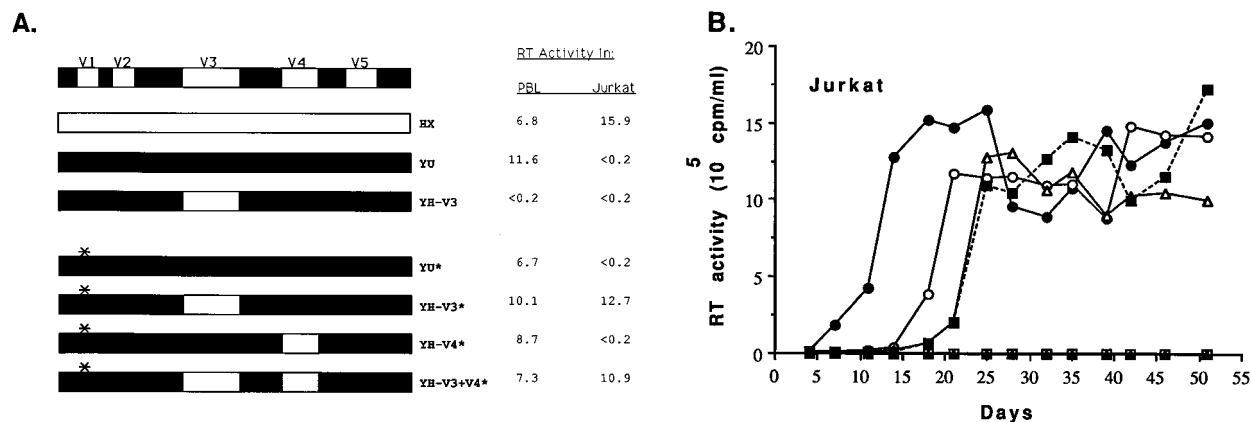 A.
RT Activity in:
V1 V2 V3 V4 V5
PBL Jurkat
HX 6.8 15.9
YU 11.6 <0.2
YH-V3 <0.2 <0.2
*
YU* 6.7 <0.2
*
YH-V3* 10.1 12.7
*
YH-V4* 8.7 <0.2
*
YH-V3+V4* 7.3 10.9
B.
Jurkat
RT activity (10 5 cpm/ml)
20
15
10
5
0
0 5 10 15 20 25 30 35 40 45 50 55
Days